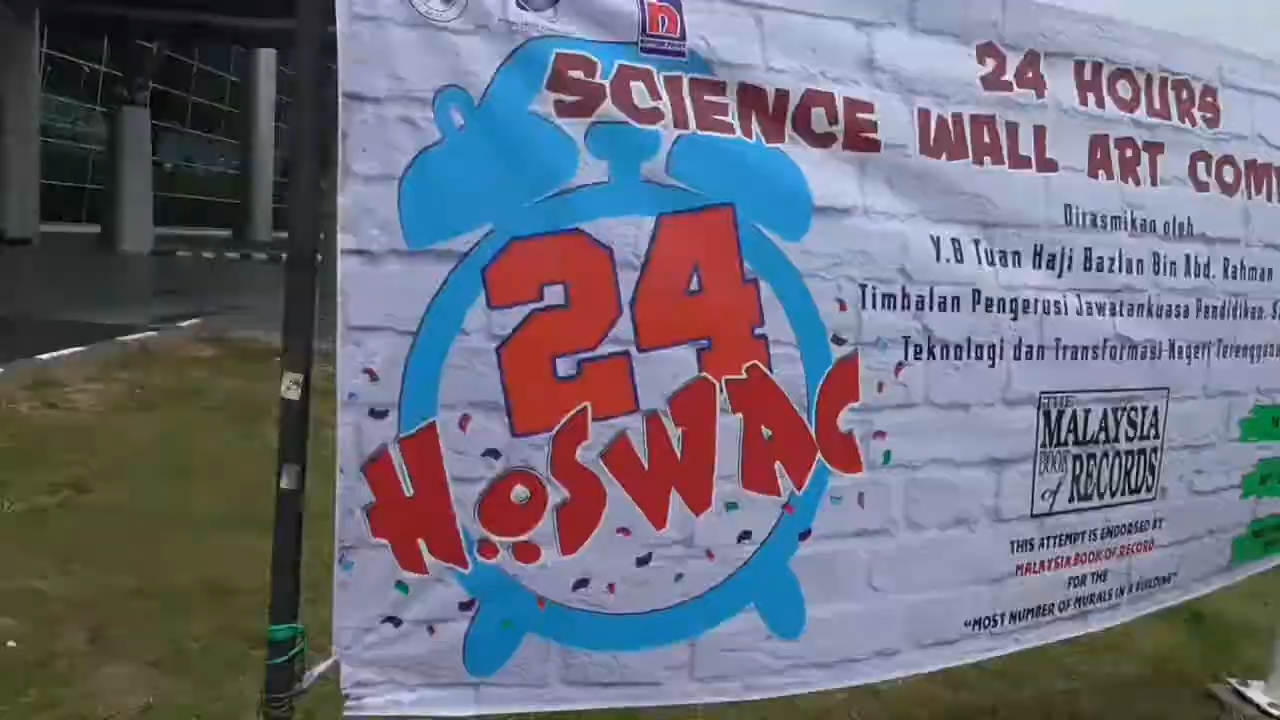 24 HOURS
SCIENCE WALL ART COM
24
HOSWAC
Dirasmikan oleh
Y.B Tuan Haji Bazlan Bin Abd. Rahman
Timbalan Pengerusi Jawatankuasa Pendidikan, S
Teknologi dan Transformasi Negeri Terengganu
THE
MALAYSIA
BOOK
of RECORDS
THIS ATTEMPT IS ENDORSED BY
MALAYSIA BOOK OF RECORD
FOR THE
"MOST NUMBER OF MURALS IN A BUILDING"